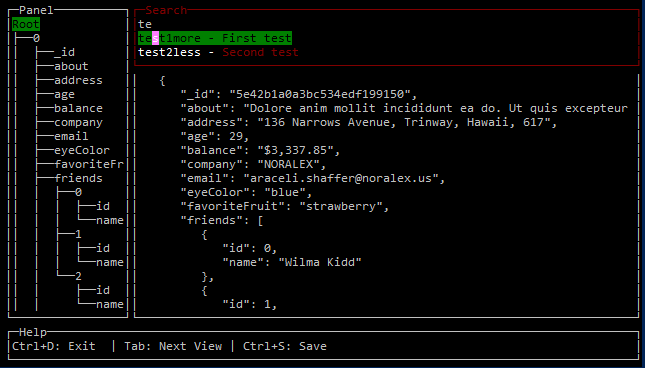 Panel
Root
0
_id
about
address
age
balance
company
email
eyeColor
favoriteFr
friends
0
id
name
1
id
name
2
id
name
Search
te
test1more - First test
test2less - Second test
{
"_id": "5e42b1a0a3bc534edf199150",
"about": "Dolore anim mollit incididunt ea do. Ut quis excepteur
"address": "136 Narrows Avenue, Trinway, Hawaii, 617",
"age": 29,
"balance": "$3,337.85",
"company": "NORALEX",
"email": "araceli.shaffer@noralex.us",
"eyeColor": "blue",
"favoriteFruit": "strawberry",
"friends": [
{
"id": 0,
"name": "Wilma Kidd"
},
{
"id": 1,
Help
Ctrl+D: Exit | Tab: Next View | Ctrl+S: Save